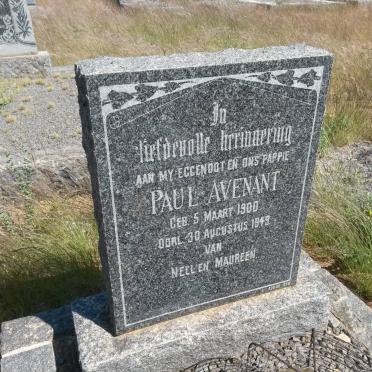 In
liefdevolle herinnering
AAN MY EGGENOOT EN ONS PAPPIE
PAUL AVENANT
GEB. 5 MAART 1900
OORL. 30 AUGUSTUS 1949
VAN
NELL EN MAUREEN